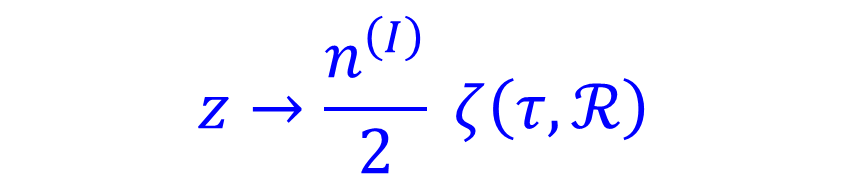 z → n^(I)/2 ζ(τ, ℛ)